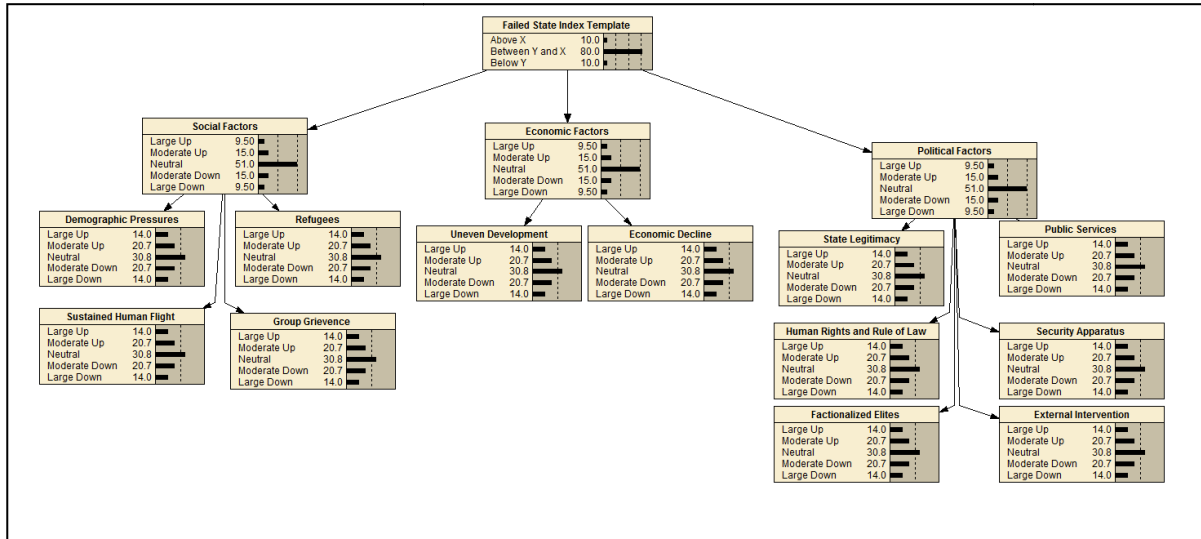 Failed State Index Template
Above X 10.0
Between Y and X 80.0
Below Y 10.0
Social Factors
Large Up 9.50
Moderate Up 15.0
Neutral 51.0
Moderate Down 15.0
Large Down 9.50
Economic Factors
Large Up 9.50
Moderate Up 15.0
Neutral 51.0
Moderate Down 15.0
Large Down 9.50
Political Factors
Large Up 9.50
Moderate Up 15.0
Neutral 51.0
Moderate Down 15.0
Large Down 9.50
Demographic Pressures
Large Up 14.0
Moderate Up 20.7
Neutral 30.8
Moderate Down 20.7
Large Down 14.0
Refugees
Large Up 14.0
Moderate Up 20.7
Neutral 30.8
Moderate Down 20.7
Large Down 14.0
Uneven Development
Large Up 14.0
Moderate Up 20.7
Neutral 30.8
Moderate Down 20.7
Large Down 14.0
Economic Decline
Large Up 14.0
Moderate Up 20.7
Neutral 30.8
Moderate Down 20.7
Large Down 14.0
State Legitimacy
Large Up 14.0
Moderate Up 20.7
Neutral 30.8
Moderate Down 20.7
Large Down 14.0
Public Services
Large Up 14.0
Moderate Up 20.7
Neutral 30.8
Moderate Down 20.7
Large Down 14.0
Sustained Human Flight
Large Up 14.0
Moderate Up 20.7
Neutral 30.8
Moderate Down 20.7
Large Down 14.0
Group Grievence
Large Up 14.0
Moderate Up 20.7
Neutral 30.8
Moderate Down 20.7
Large Down 14.0
Human Rights and Rule of Law
Large Up 14.0
Moderate Up 20.7
Neutral 30.8
Moderate Down 20.7
Large Down 14.0
Security Apparatus
Large Up 14.0
Moderate Up 20.7
Neutral 30.8
Moderate Down 20.7
Large Down 14.0
Factionalized Elites
Large Up 14.0
Moderate Up 20.7
Neutral 30.8
Moderate Down 20.7
Large Down 14.0
External Intervention
Large Up 14.0
Moderate Up 20.7
Neutral 30.8
Moderate Down 20.7
Large Down 14.0